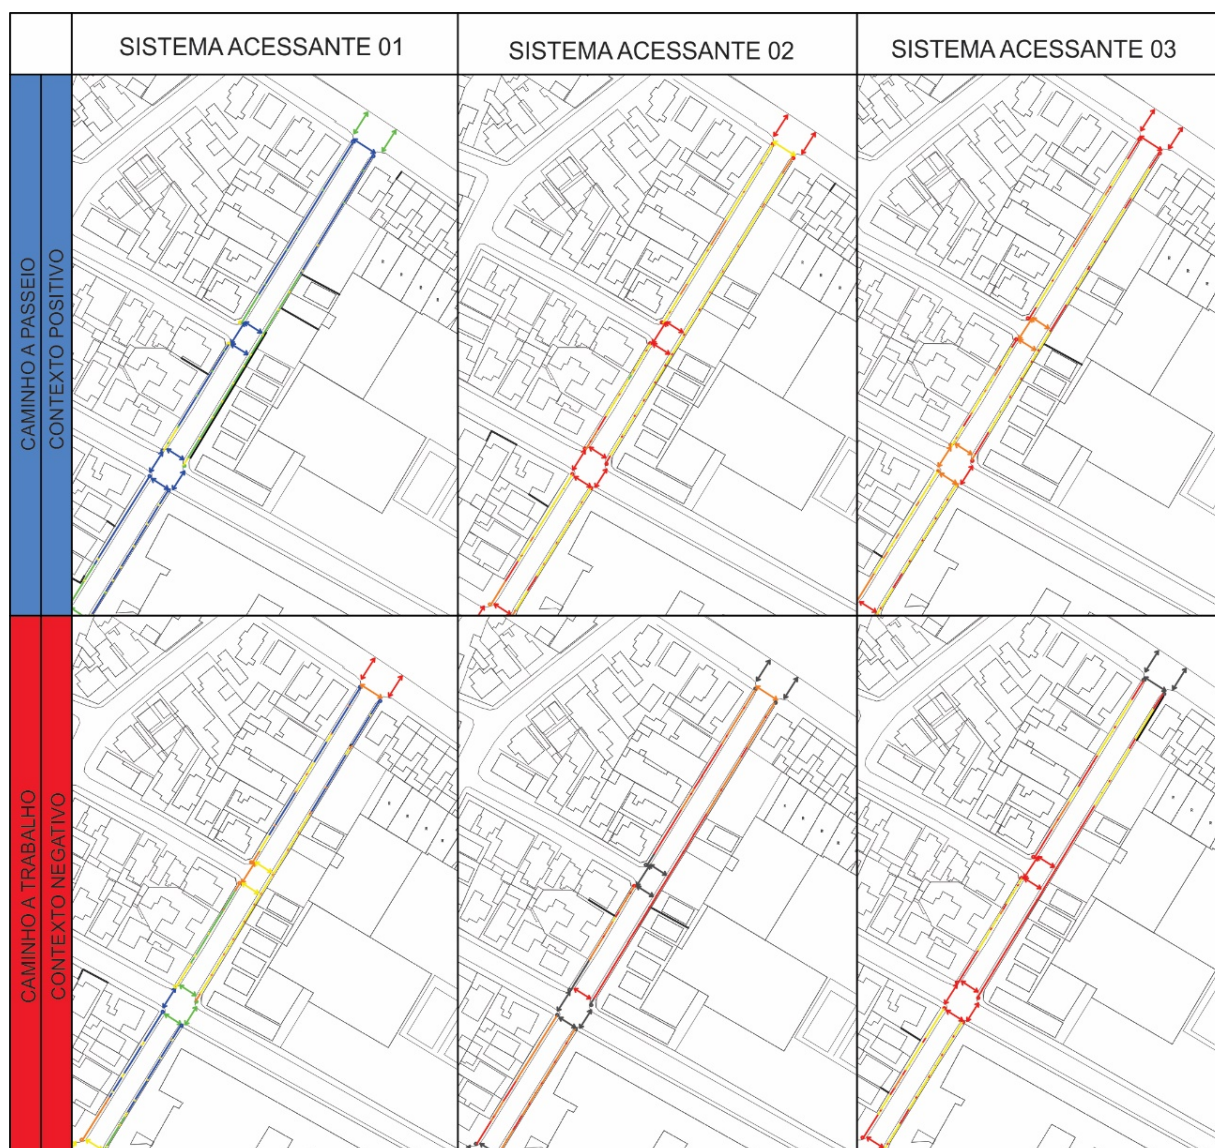 SISTEMA ACESSANTE 01
SISTEMA ACESSANTE 02
SISTEMA ACESSANTE 03
CAMINHO A PASSEIO
CONTEXTO POSITIVO
CAMINHO A TRABALHO
CONTEXTO NEGATIVO